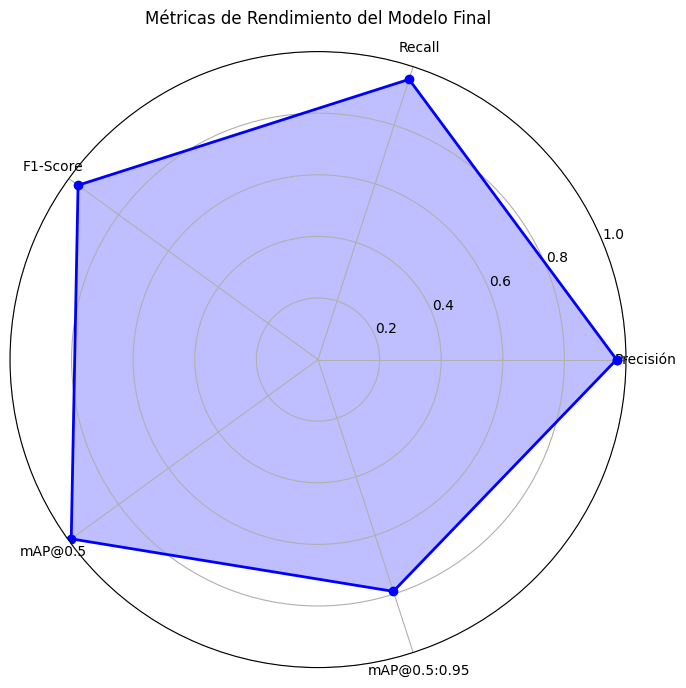 Métricas de Rendimiento del Modelo Final
Recall
F1-Score
1.0
0.8
0.6
0.4
0.2
Precisión
mAP@0.5
mAP@0.5:0.95